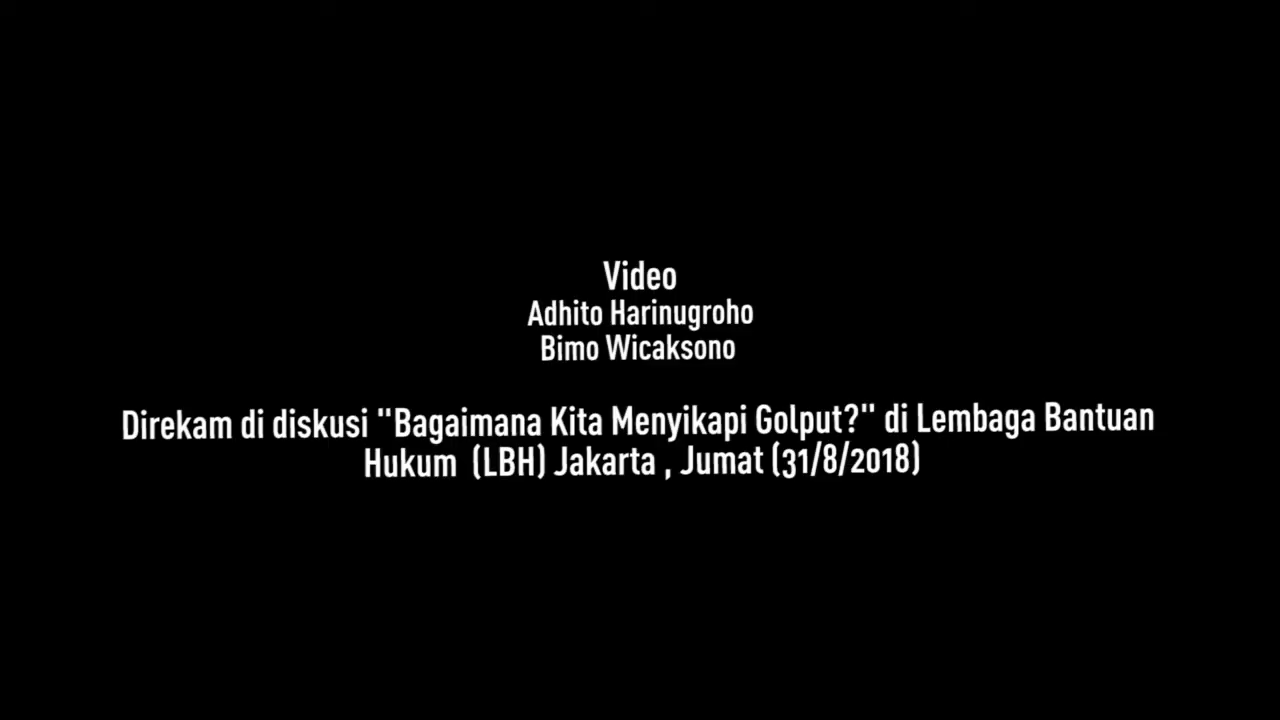 Video
Adhito Harinugroho
Bimo Wicaksono
Direkam di diskusi "Bagaimana Kita Menyikapi Golput?" di Lembaga Bantuan
Hukum (LBH) Jakarta , Jumat (31/8/2018)